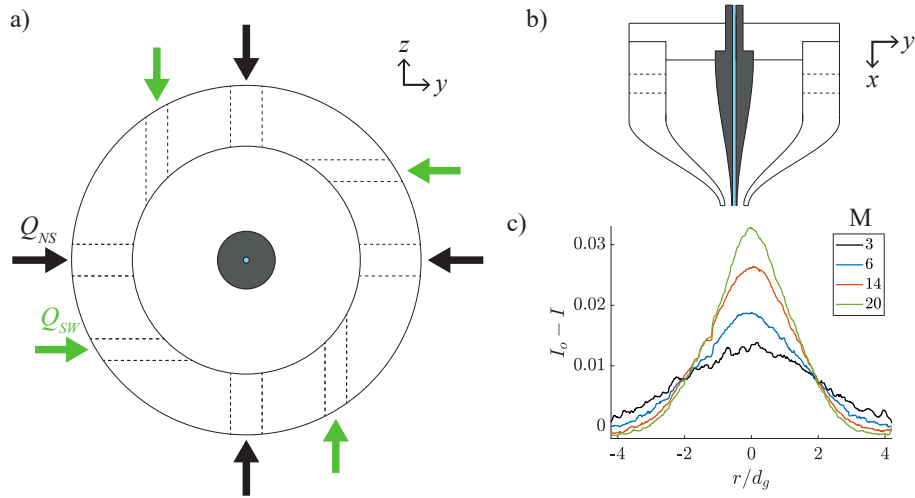 a)
z
y
Q_NS
Q_SW
b)
y
x
c)
M
3
6
14
20
0.03
0.02
0.01
0
I_o − I
-4 -2 0 2 4
r/d_g